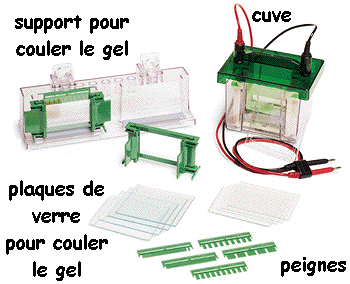 support pour
couler le gel
cuve
plaques de
verre
pour couler
le gel
peignes